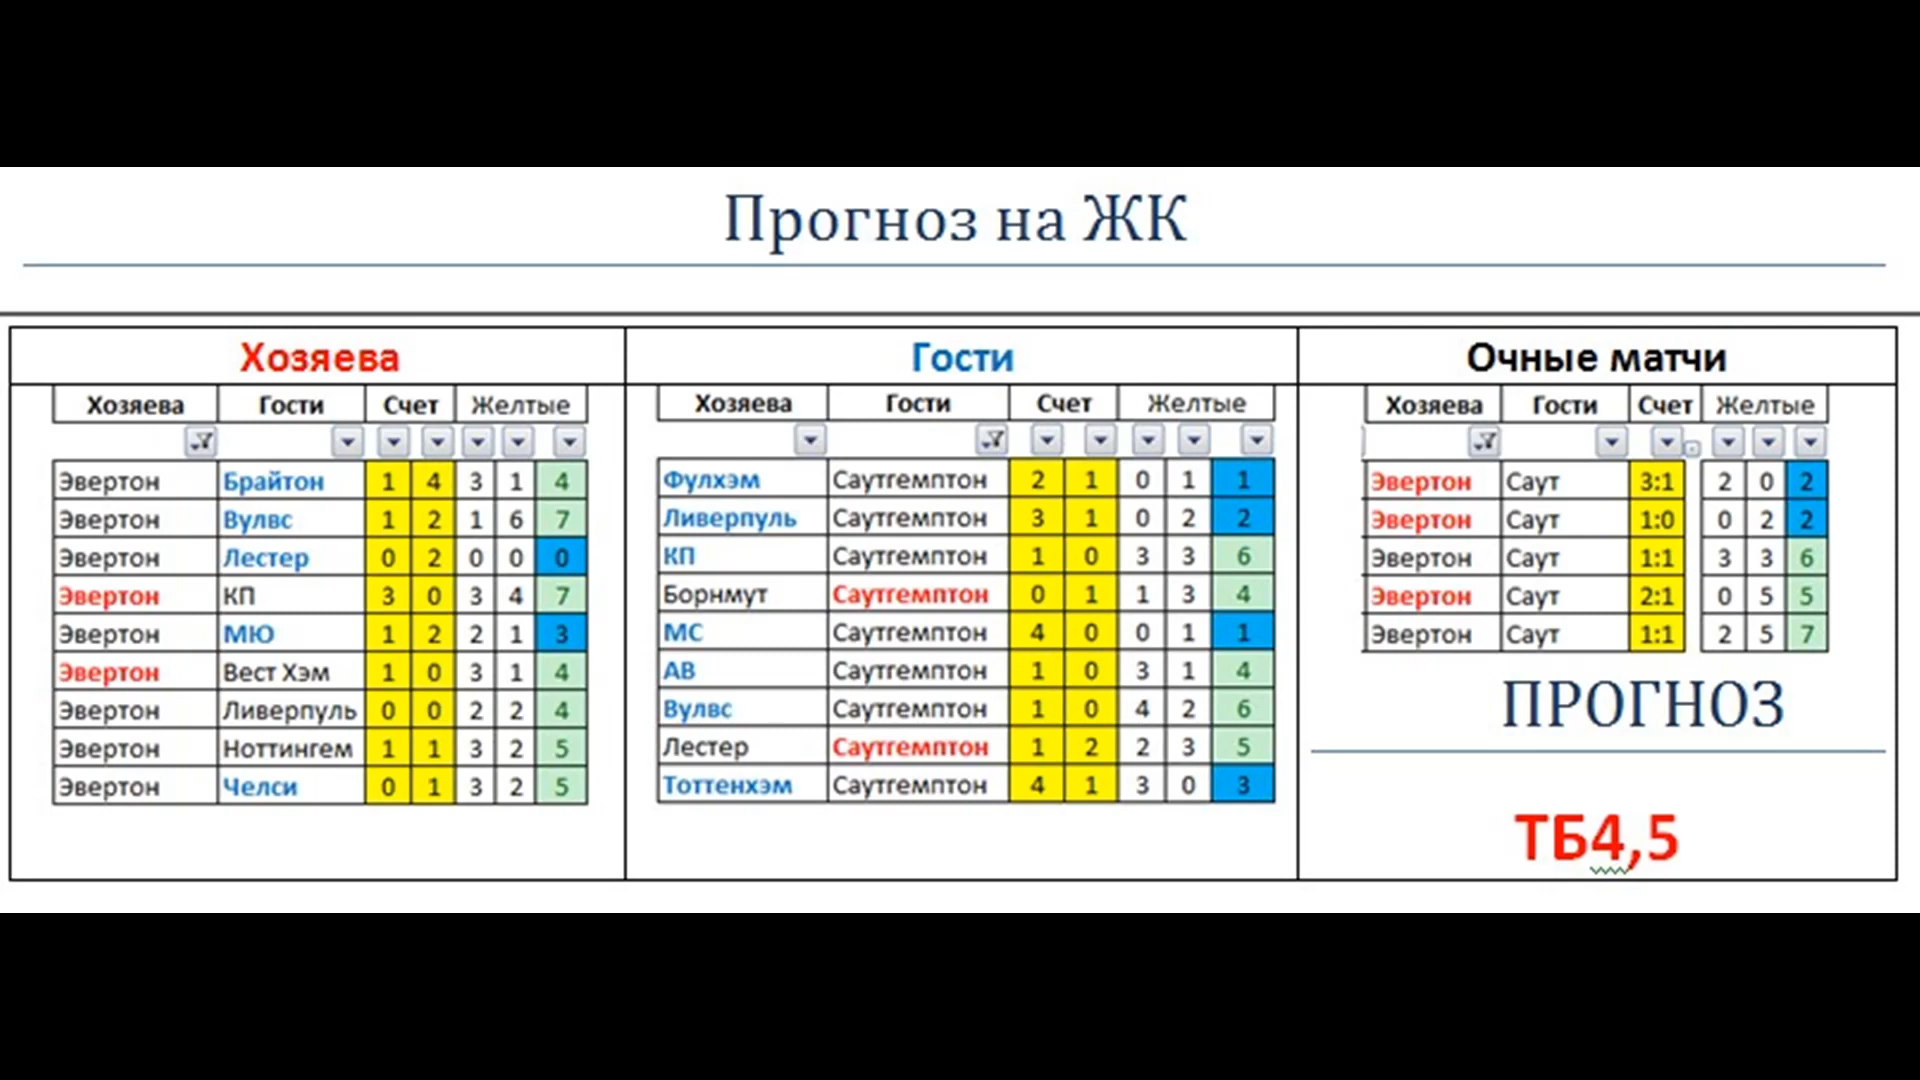 Прогноз на ЖК
Хозяева Гости Очные матчи
Хозяева Гости Счет Желтые
Эвертон Брайтон 1 4 3 1 4
Эвертон Вулвс 1 2 1 6 7
Эвертон Лестер 0 2 0 0 0
Эвертон КП 3 0 3 4 7
Эвертон МЮ 1 2 2 1 3
Эвертон Вест Хэм 1 0 3 1 4
Эвертон Ливерпуль 0 0 2 2 4
Эвертон Ноттингем 1 1 3 2 5
Эвертон Челси 0 1 3 2 5
Хозяева Гости Счет Желтые
Фулхэм Саутгемптон 2 1 0 1 1
Ливерпуль Саутгемптон 3 1 0 2 2
КП Саутгемптон 1 0 3 3 6
Борнмут Саутгемптон 0 1 1 3 4
МС Саутгемптон 4 0 0 1 1
АВ Саутгемптон 1 0 3 1 4
Вулвс Саутгемптон 1 0 4 2 6
Лестер Саутгемптон 1 2 2 3 5
Тоттенхэм Саутгемптон 4 1 3 0 3
Хозяева Гости Счет Желтые
Эвертон Саут 3:1 2 0 2
Эвертон Саут 1:0 0 2 2
Эвертон Саут 1:1 3 3 6
Эвертон Саут 2:1 0 5 5
Эвертон Саут 1:1 2 5 7
ПРОГНОЗ
ТБ4,5